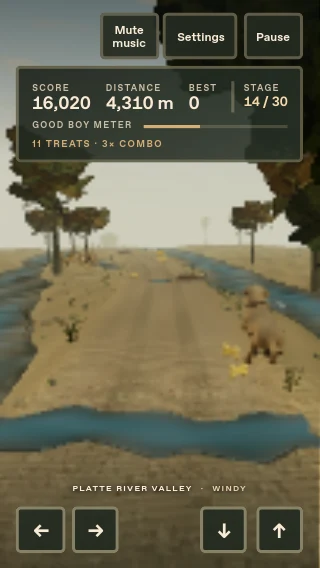 Mute music
Settings
Pause
SCORE DISTANCE BEST STAGE
16,020 4,310 m 0 14 / 30
GOOD BOY METER
11 TREATS · 3× COMBO
PLATTE RIVER VALLEY · WINDY
← → ↓ ↑